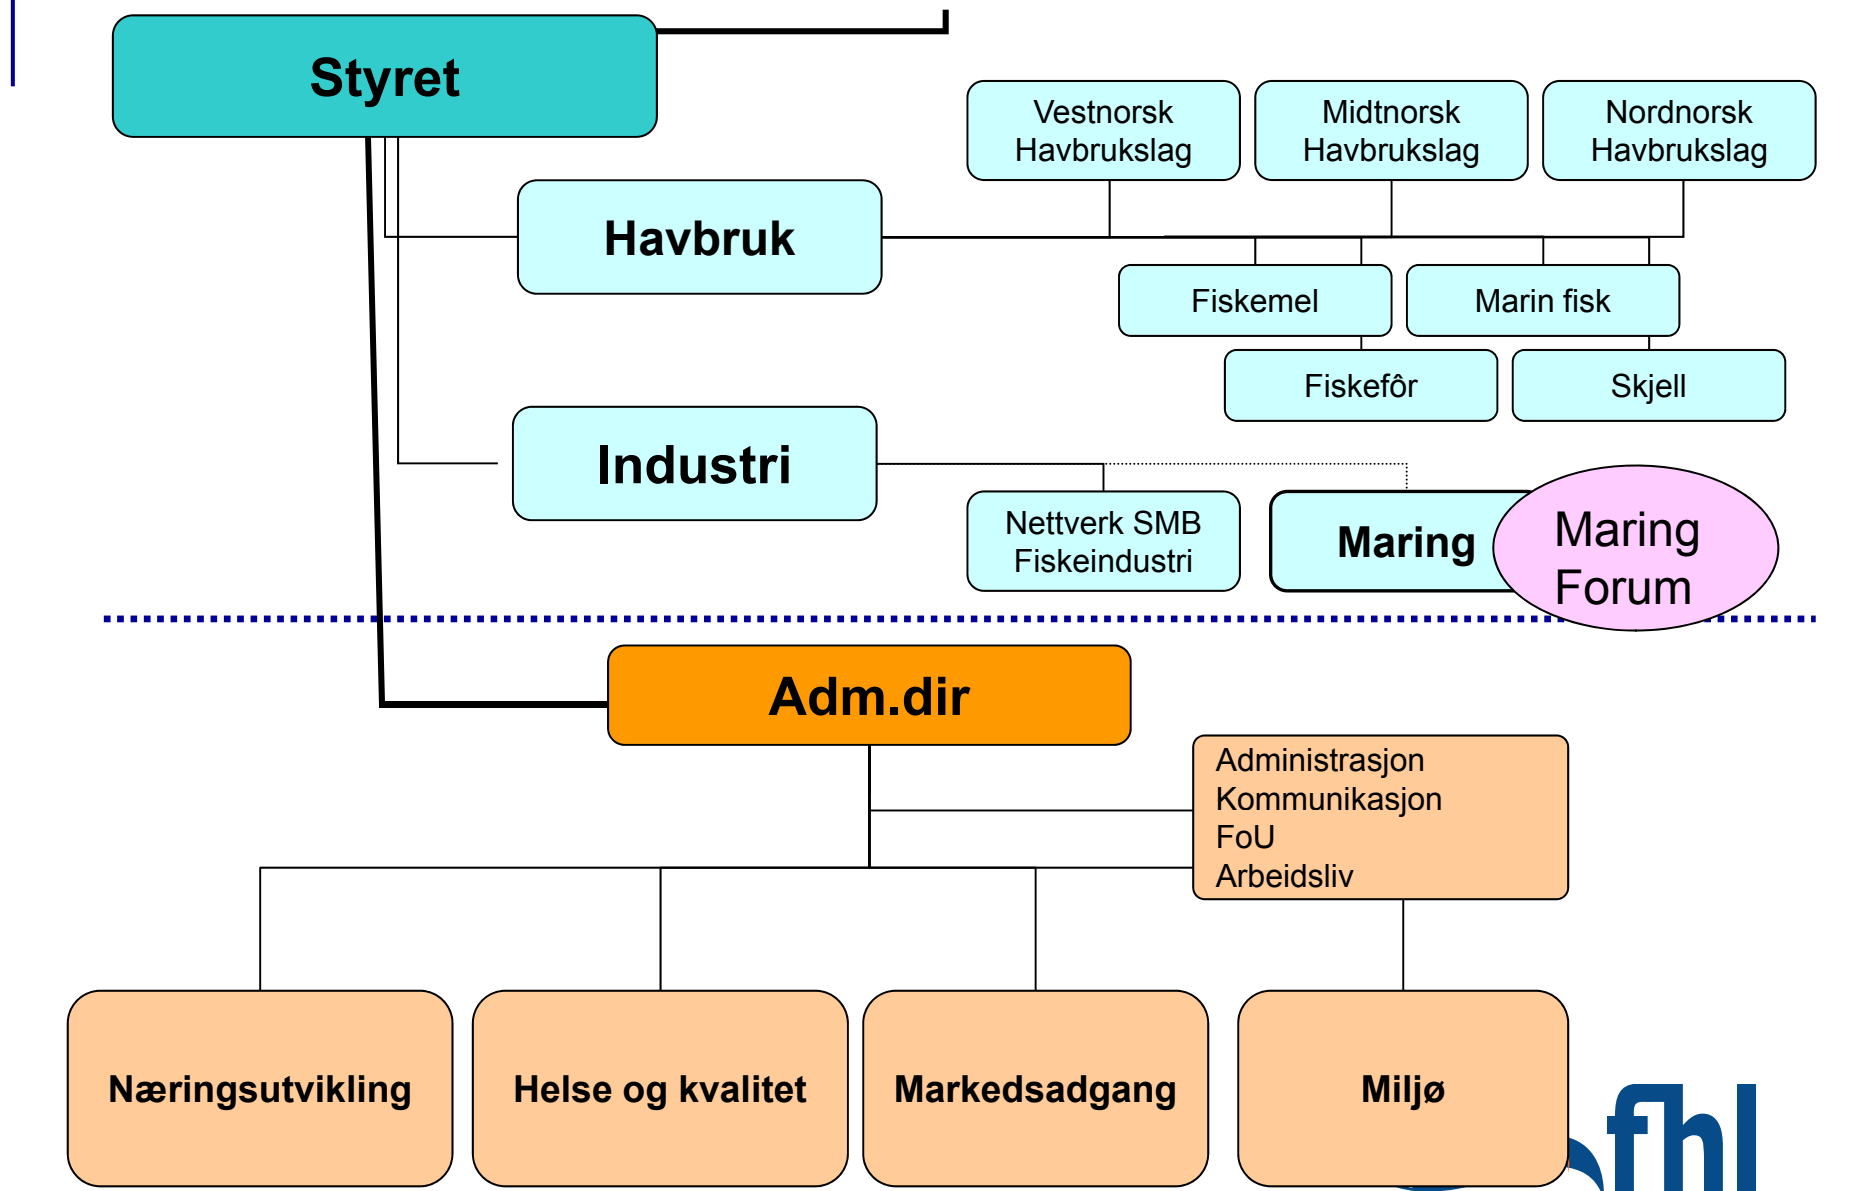 Styret
Vestnorsk
Havbrukslag
Midtnorsk
Havbrukslag
Nordnorsk
Havbrukslag
Havbruk
Fiskemel
Marin fisk
Fiskefôr
Skjell
Industri
Nettverk SMB
Fiskeindustri
Maring
Maring
Forum
Adm.dir
Administrasjon
Kommunikasjon
FoU
Arbeidsliv
Næringsutvikling
Helse og kvalitet
Markedsadgang
Miljø
fhl